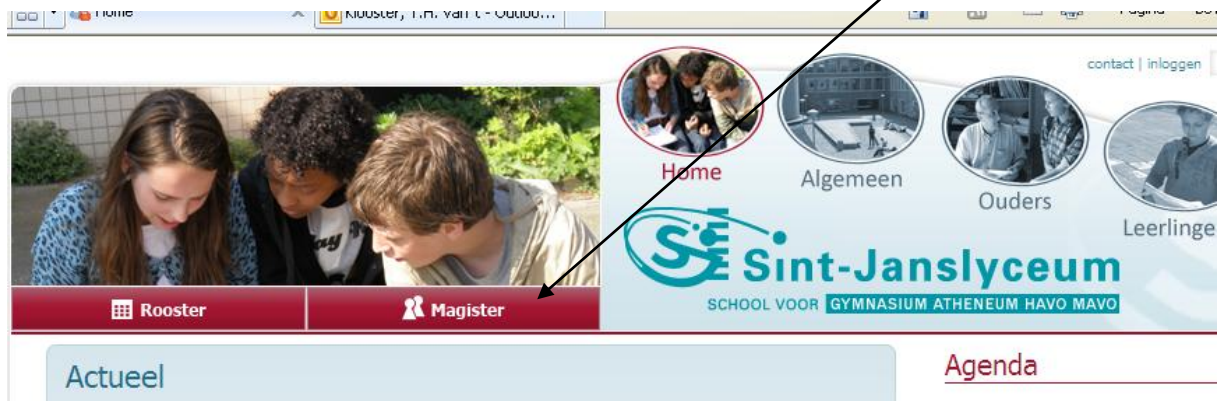 Home
Klooster, T.H. van 't - Outloo...
Pagina
contact | inloggen
Home
Algemeen
Ouders
Leerlinge
Sint-Janslyceum
SCHOOL VOOR GYMNASIUM ATHENEUM HAVO MAVO
Rooster
Magister
Actueel
Agenda